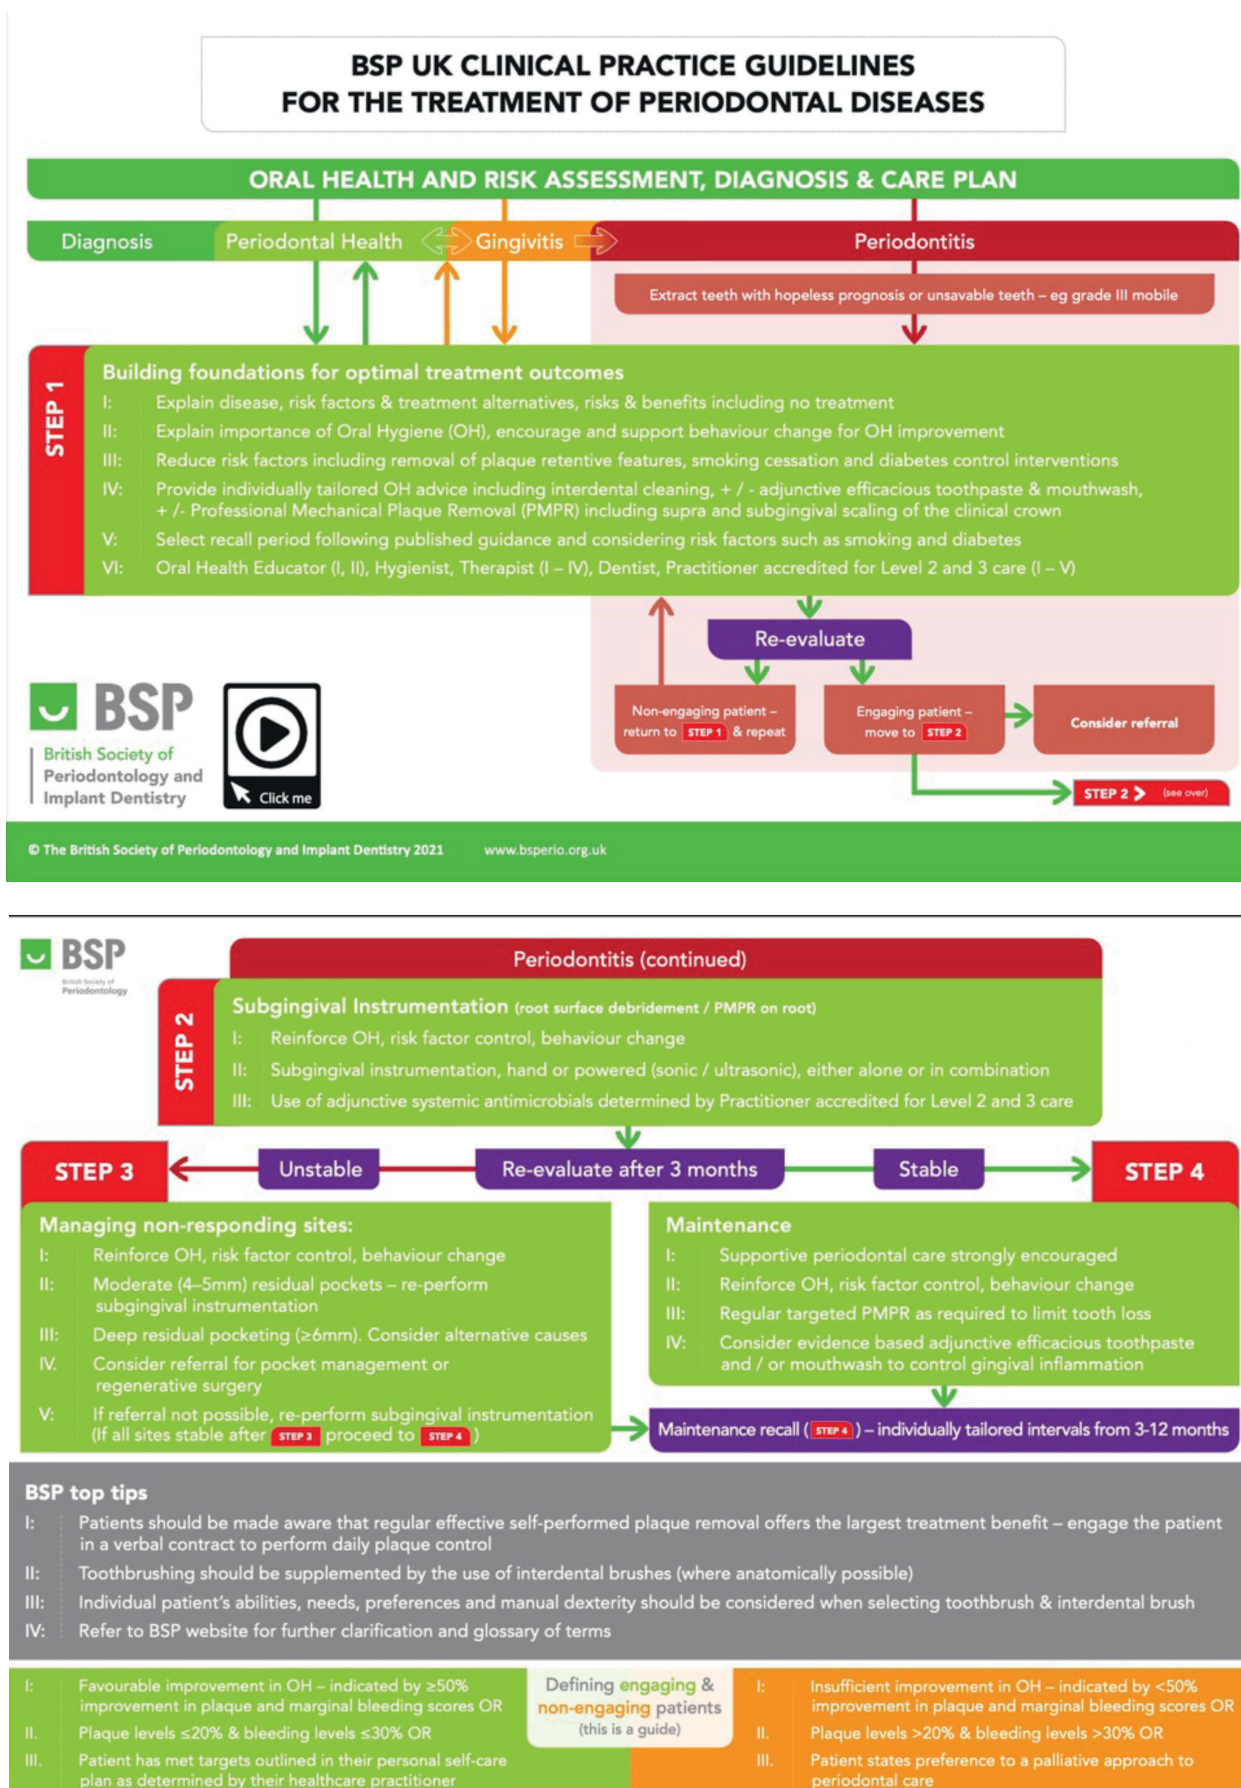 BSP UK CLINICAL PRACTICE GUIDELINES
FOR THE TREATMENT OF PERIODONTAL DISEASES
ORAL HEALTH AND RISK ASSESSMENT, DIAGNOSIS & CARE PLAN
Diagnosis
Periodontal Health
Gingivitis
Periodontitis
Extract teeth with hopeless prognosis or unsavable teeth – eg grade III mobile
STEP 1
Building foundations for optimal treatment outcomes
I: Explain disease, risk factors & treatment alternatives, risks & benefits including no treatment
II: Explain importance of Oral Hygiene (OH), encourage and support behaviour change for OH improvement
III: Reduce risk factors including removal of plaque retentive features, smoking cessation and diabetes control interventions
IV: Provide individually tailored OH advice including interdental cleaning, + / - adjunctive efficacious toothpaste & mouthwash,
+ /- Professional Mechanical Plaque Removal (PMPR) including supra and subgingival scaling of the clinical crown
V: Select recall period following published guidance and considering risk factors such as smoking and diabetes
VI: Oral Health Educator (I, II), Hygienist, Therapist (I – IV), Dentist, Practitioner accredited for Level 2 and 3 care (I – V)
Re-evaluate
Non-engaging patient –
return to STEP 1 & repeat
Engaging patient –
move to STEP 2
Consider referral
STEP 2 > (see over)
BSP
British Society of
Periodontology and
Implant Dentistry
Click me
© The British Society of Periodontology and Implant Dentistry 2021 www.bsperio.org.uk
BSP
British Society of
Periodontology
Periodontitis (continued)
STEP 2
Subgingival Instrumentation (root surface debridement / PMPR on root)
I: Reinforce OH, risk factor control, behaviour change
II: Subgingival instrumentation, hand or powered (sonic / ultrasonic), either alone or in combination
III: Use of adjunctive systemic antimicrobials determined by Practitioner accredited for Level 2 and 3 care
STEP 3
Unstable
Re-evaluate after 3 months
Stable
STEP 4
Managing non-responding sites:
I: Reinforce OH, risk factor control, behaviour change
II: Moderate (4–5mm) residual pockets – re-perform
subgingival instrumentation
III: Deep residual pocketing (≥6mm). Consider alternative causes
IV. Consider referral for pocket management or
regenerative surgery
V: If referral not possible, re-perform subgingival instrumentation
(If all sites stable after STEP 3 proceed to STEP 4 )
Maintenance
I: Supportive periodontal care strongly encouraged
II: Reinforce OH, risk factor control, behaviour change
III: Regular targeted PMPR as required to limit tooth loss
IV: Consider evidence based adjunctive efficacious toothpaste
and / or mouthwash to control gingival inflammation
Maintenance recall ( STEP 4 ) – individually tailored intervals from 3-12 months
BSP top tips
I: Patients should be made aware that regular effective self-performed plaque removal offers the largest treatment benefit – engage the patient
in a verbal contract to perform daily plaque control
II: Toothbrushing should be supplemented by the use of interdental brushes (where anatomically possible)
III: Individual patient's abilities, needs, preferences and manual dexterity should be considered when selecting toothbrush & interdental brush
IV: Refer to BSP website for further clarification and glossary of terms
I: Favourable improvement in OH – indicated by ≥50%
improvement in plaque and marginal bleeding scores OR
II. Plaque levels ≤20% & bleeding levels ≤30% OR
III. Patient has met targets outlined in their personal self-care
plan as determined by their healthcare practitioner
Defining engaging &
non-engaging patients
(this is a guide)
I: Insufficient improvement in OH – indicated by <50%
improvement in plaque and marginal bleeding scores OR
II. Plaque levels >20% & bleeding levels >30% OR
III. Patient states preference to a palliative approach to
periodontal care